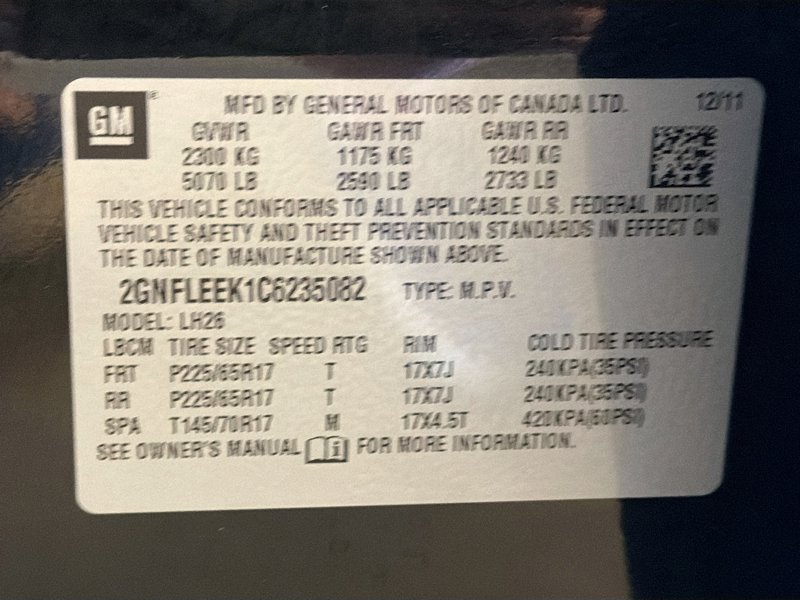 GM® MFD BY GENERAL MOTORS OF CANADA LTD. 12/11
GVWR GAWR FRT GAWR RR
2300 KG 1175 KG 1240 KG
5070 LB 2590 LB 2733 LB
THIS VEHICLE CONFORMS TO ALL APPLICABLE U.S. FEDERAL MOTOR
VEHICLE SAFETY AND THEFT PREVENTION STANDARDS IN EFFECT ON
THE DATE OF MANUFACTURE SHOWN ABOVE.
2GNFLEEK1C6235082 TYPE: M.P.V.
MODEL: LH26
LBCM TIRE SIZE SPEED RTG RIM COLD TIRE PRESSURE
FRT P225/65R17 T 17X7J 240KPA(35PSI)
RR P225/65R17 T 17X7J 240KPA(35PSI)
SPA T145/70R17 M 17X4.5T 420KPA(60PSI)
SEE OWNER'S MANUAL i FOR MORE INFORMATION.